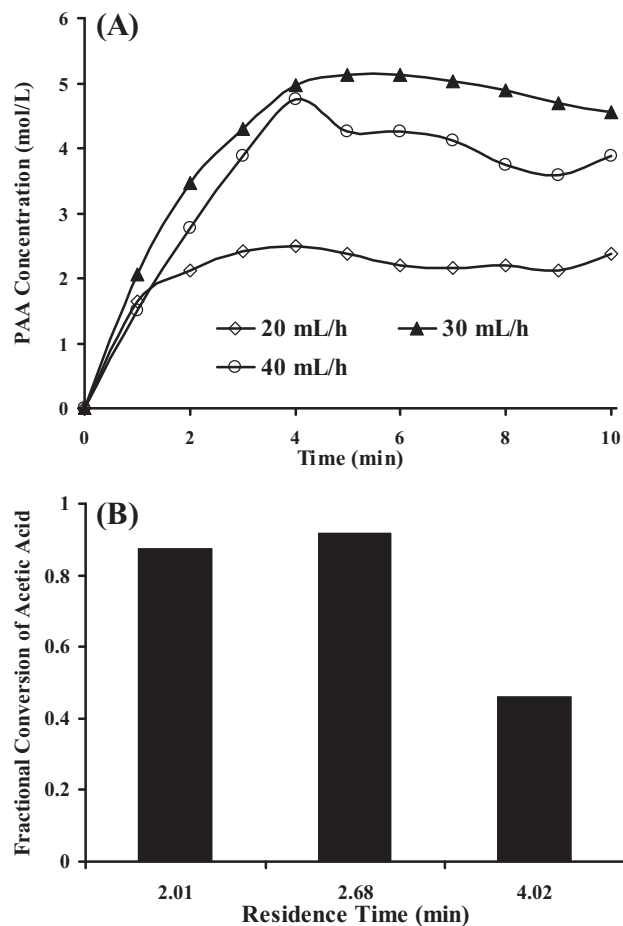 (A)
6
5
4
3
2
1
0
PAA Concentration (mol/L)
20 mL/h
30 mL/h
40 mL/h
0 2 4 6 8 10
Time (min)
(B)
1
0.8
0.6
0.4
0.2
0
Fractional Conversion of Acetic Acid
2.01 2.68 4.02
Residence Time (min)